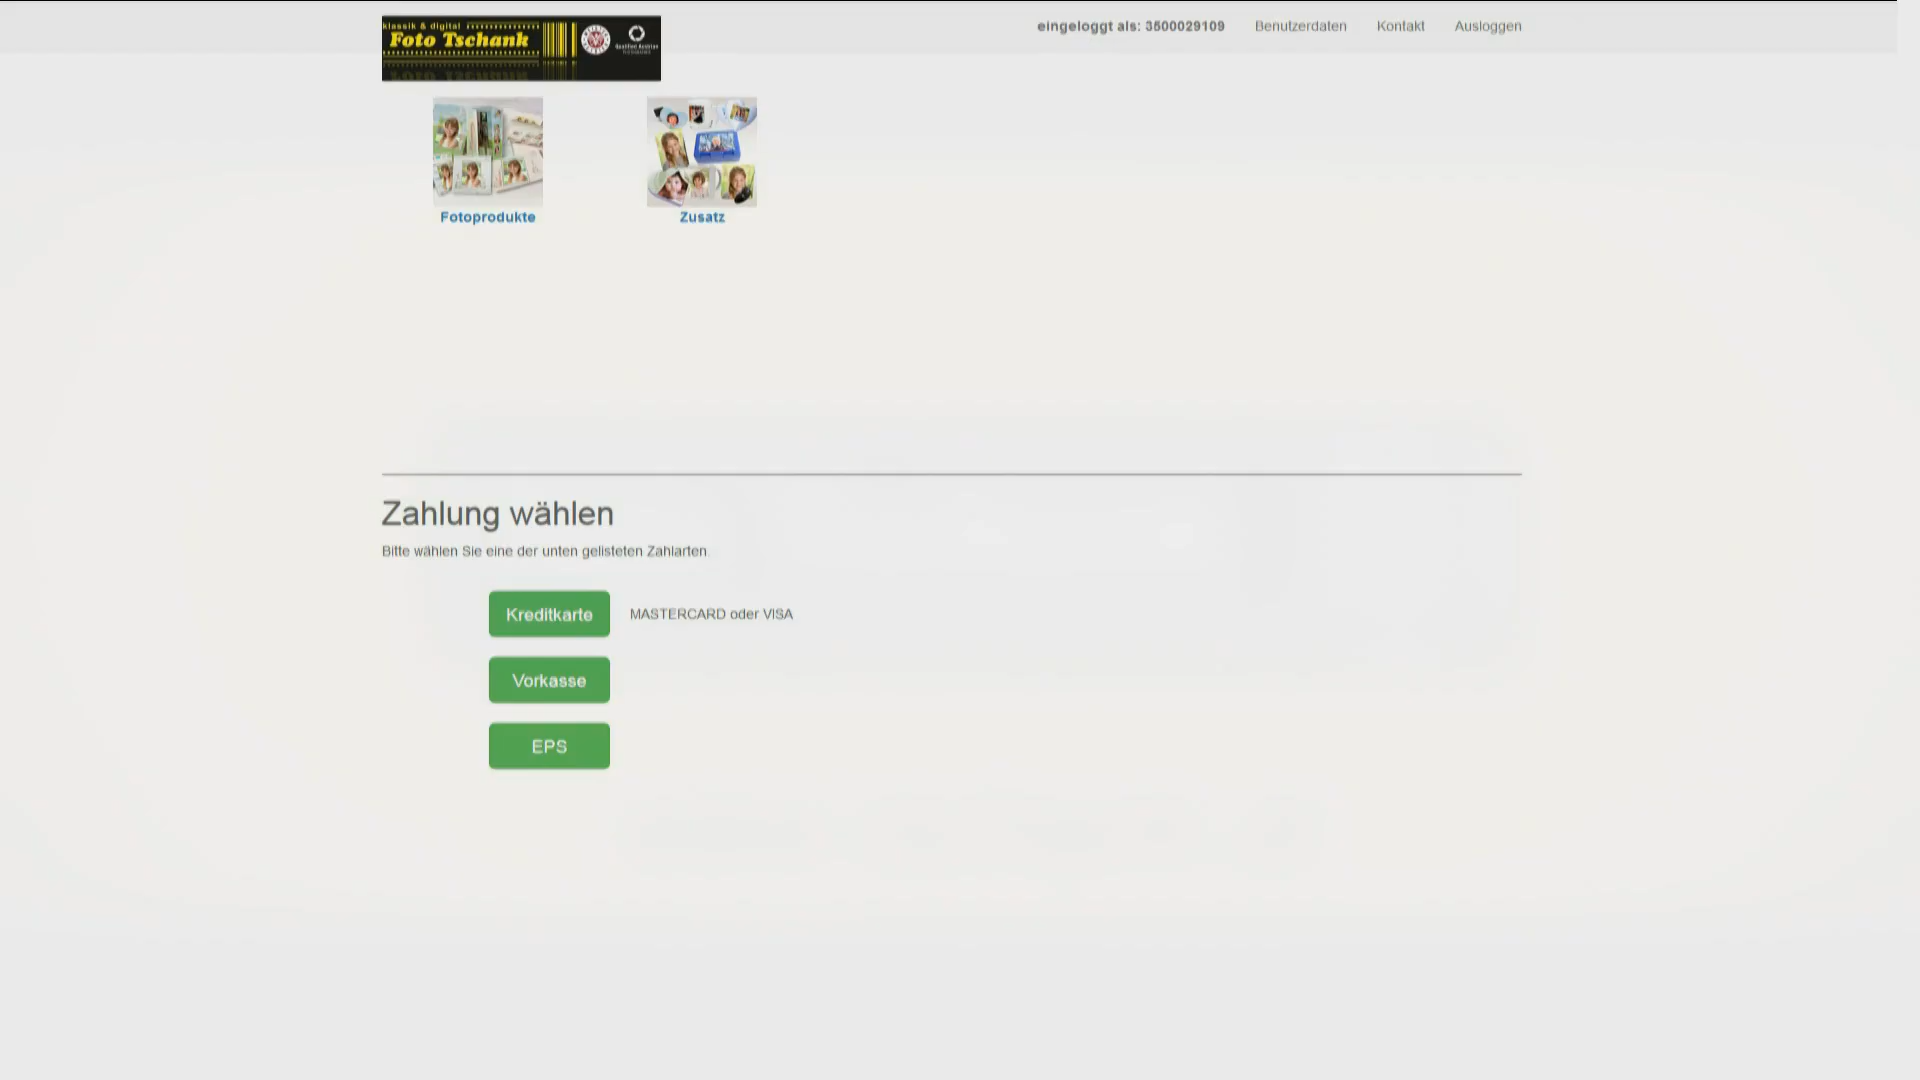 klassik & digital
Foto Tschank
eingeloggt als: 3500029109
Benutzerdaten
Kontakt
Ausloggen
Fotoprodukte
Zusatz
Zahlung wählen
Bitte wählen Sie eine der unten gelisteten Zahlarten.
Kreditkarte
MASTERCARD oder VISA
Vorkasse
EPS